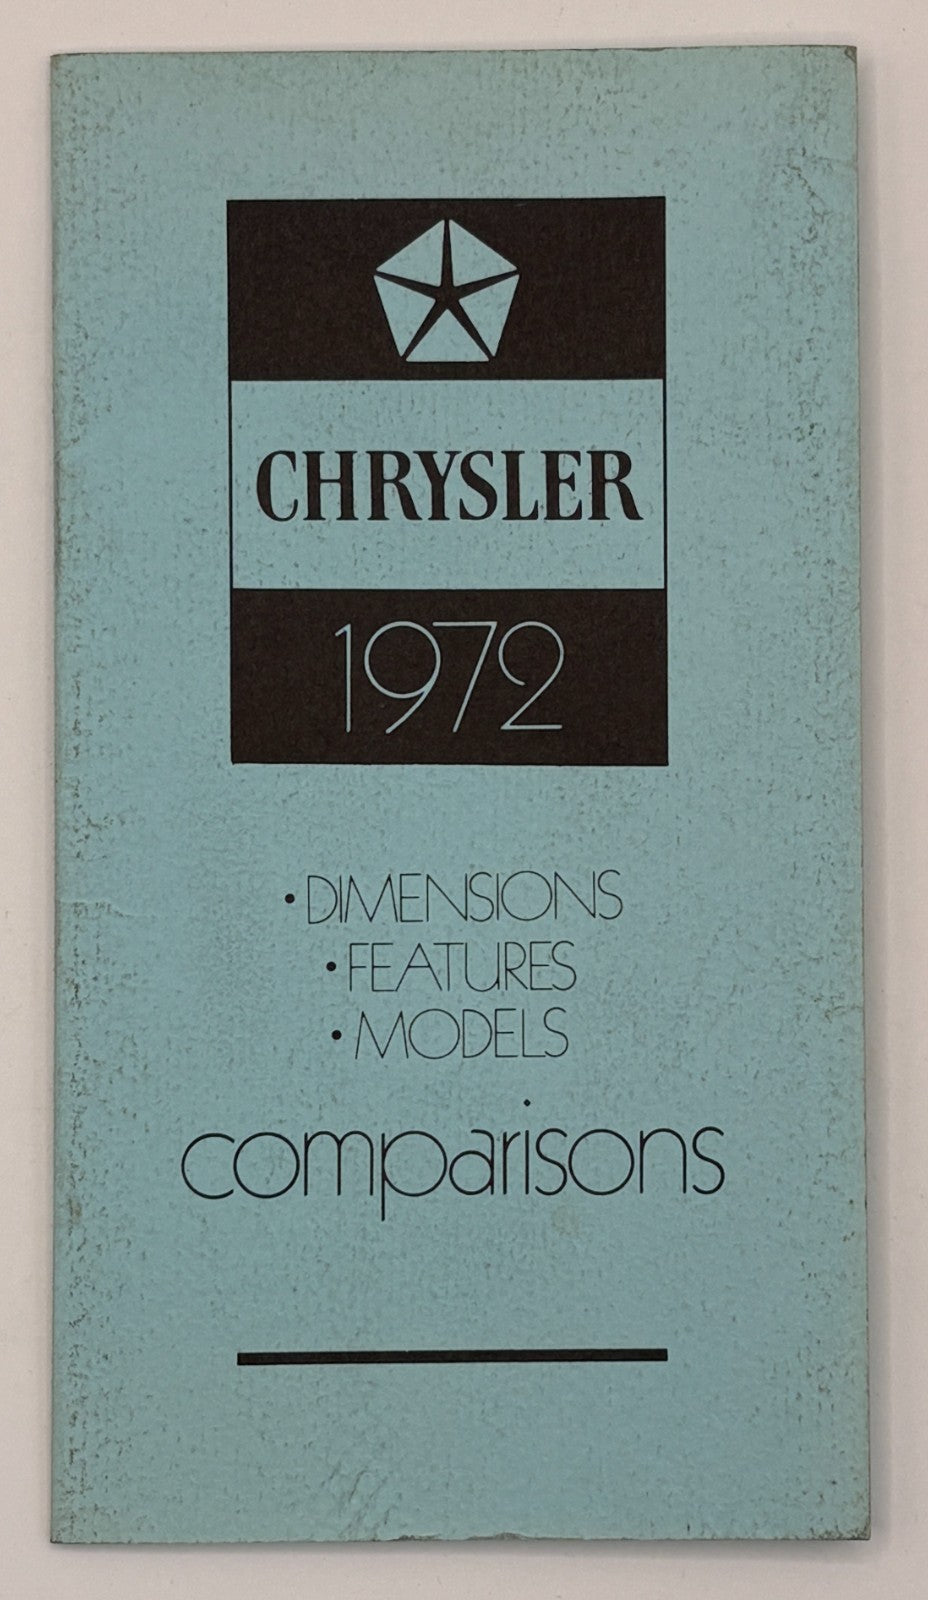 CHRYSLER
1972
•DIMENSIONS
•FEATURES
•MODELS
comparisons